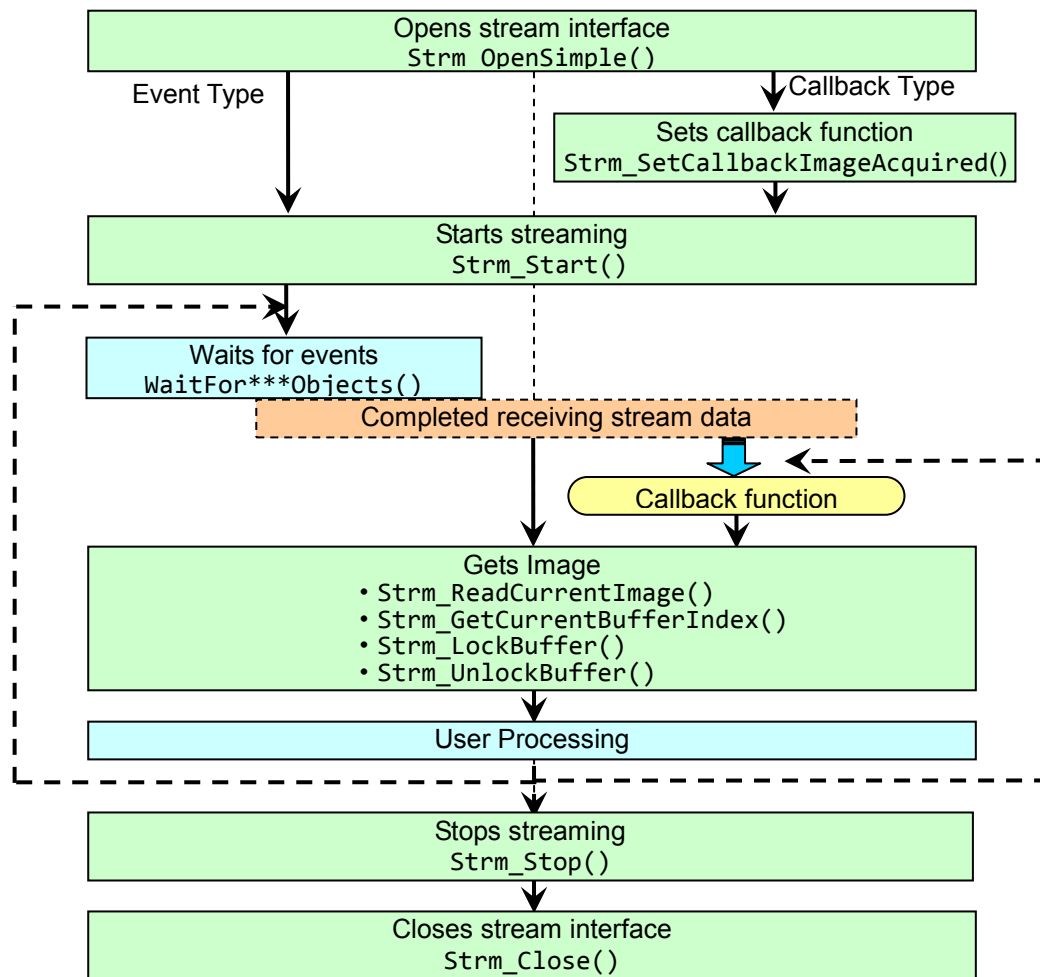 Opens stream interface
Strm_OpenSimple()
Event Type
Callback Type
Sets callback function
Strm_SetCallbackImageAcquired()
Starts streaming
Strm_Start()
Waits for events
WaitFor***Objects()
Completed receiving stream data
Callback function
Gets Image
• Strm_ReadCurrentImage()
• Strm_GetCurrentBufferIndex()
• Strm_LockBuffer()
• Strm_UnlockBuffer()
User Processing
Stops streaming
Strm_Stop()
Closes stream interface
Strm_Close()